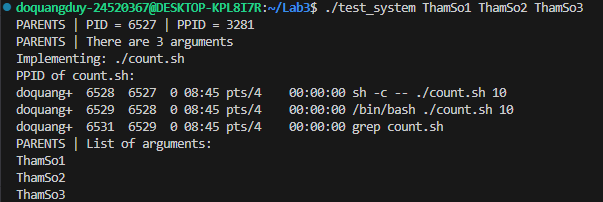 doquangduy-24520367@DESKTOP-KPL8I7R:~/Lab3$ ./test_system ThamSo1 ThamSo2 ThamSo3
PARENTS | PID = 6527 | PPID = 3281
PARENTS | There are 3 arguments
Implementing: ./count.sh
PPID of count.sh:
doquang+  6528  6527  0 08:45 pts/4    00:00:00 sh -c -- ./count.sh 10
doquang+  6529  6528  0 08:45 pts/4    00:00:00 /bin/bash ./count.sh 10
doquang+  6531  6529  0 08:45 pts/4    00:00:00 grep count.sh
PARENTS | List of arguments:
ThamSo1
ThamSo2
ThamSo3